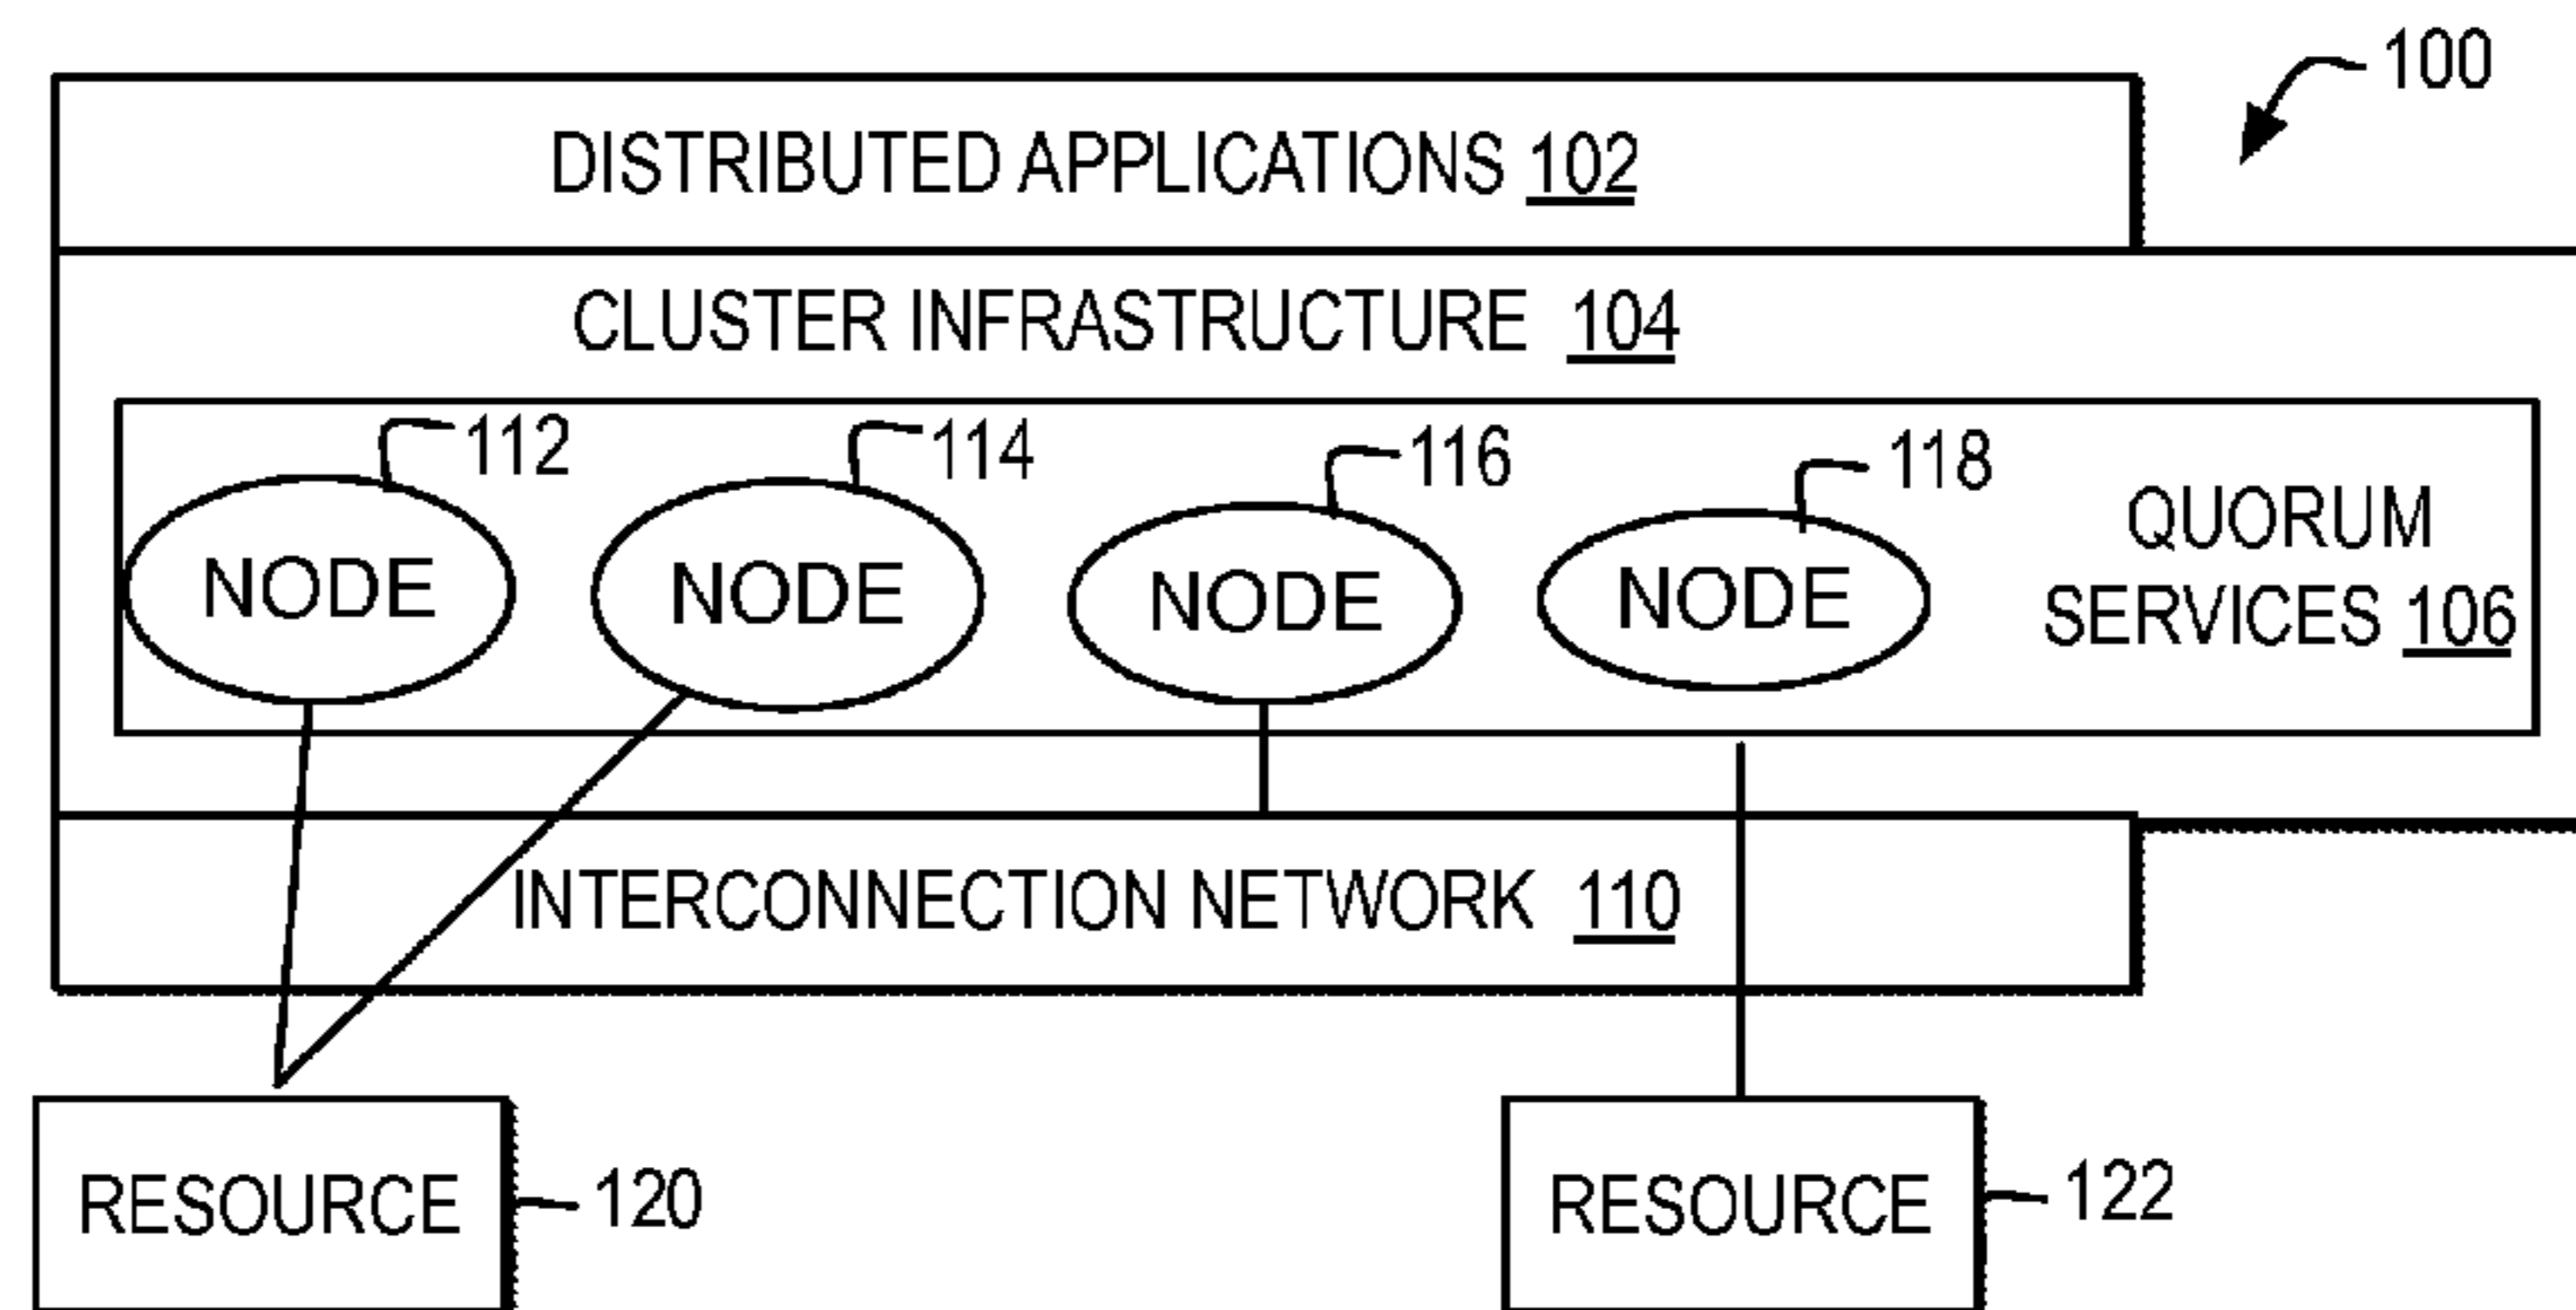 100
DISTRIBUTED APPLICATIONS 102
CLUSTER INFRASTRUCTURE 104
112
114
116
118
NODE
NODE
NODE
NODE
QUORUM
SERVICES 106
INTERCONNECTION NETWORK 110
RESOURCE
120
RESOURCE
122